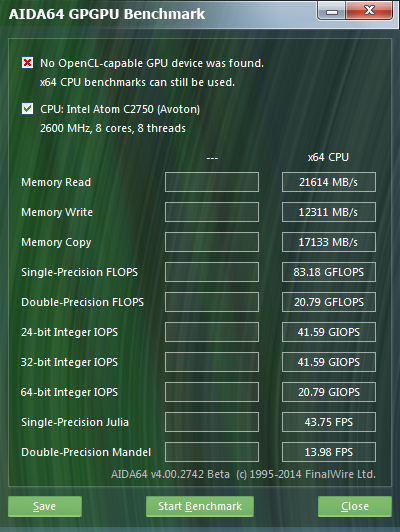 AIDA64 GPGPU Benchmark
No OpenCL-capable GPU device was found.
x64 CPU benchmarks can still be used.
CPU: Intel Atom C2750 (Avoton)
2600 MHz, 8 cores, 8 threads
--- x64 CPU
Memory Read 21614 MB/s
Memory Write 12311 MB/s
Memory Copy 17133 MB/s
Single-Precision FLOPS 83.18 GFLOPS
Double-Precision FLOPS 20.79 GFLOPS
24-bit Integer IOPS 41.59 GIOPS
32-bit Integer IOPS 41.59 GIOPS
64-bit Integer IOPS 20.79 GIOPS
Single-Precision Julia 43.75 FPS
Double-Precision Mandel 13.98 FPS
AIDA64 v4.00.2742 Beta (c) 1995-2014 FinalWire Ltd.
Save Start Benchmark Close